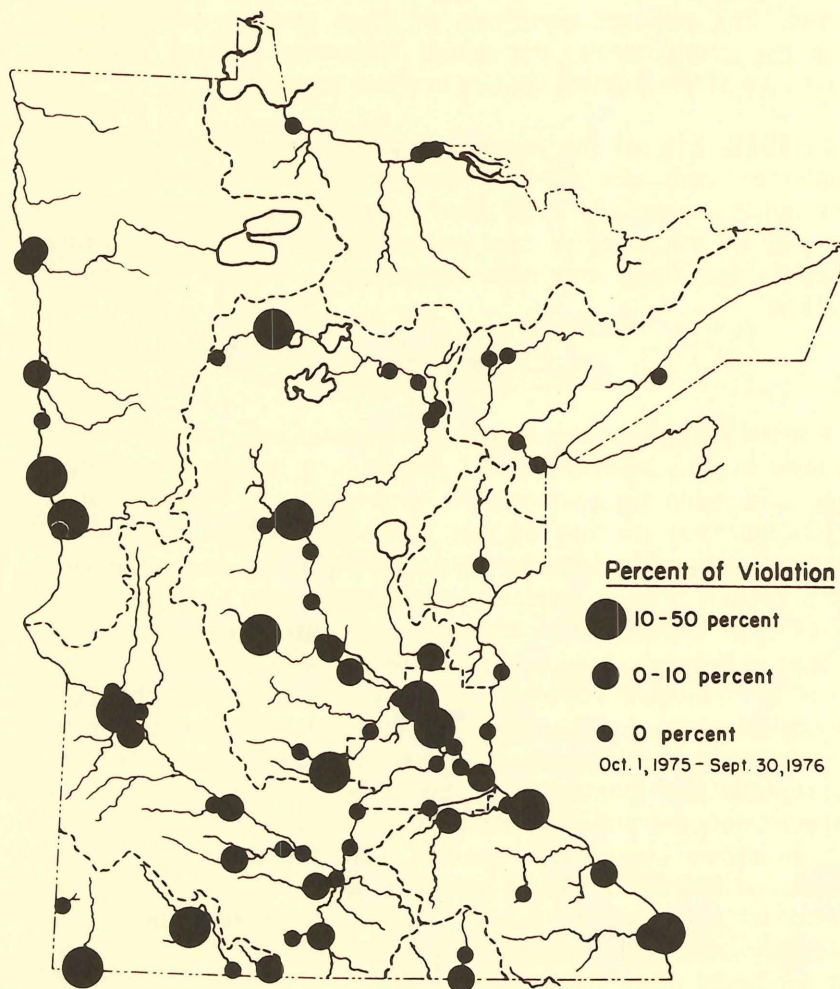 Percent of Violation
10-50 percent
0-10 percent
0 percent
Oct. 1, 1975 - Sept. 30, 1976